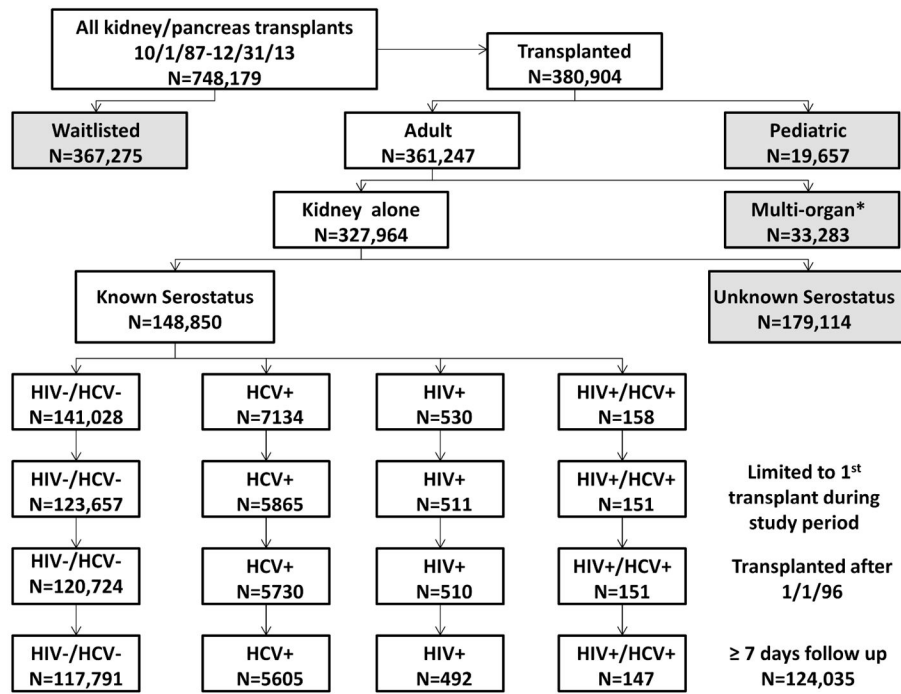 All kidney/pancreas transplants
10/1/87-12/31/13
N=748,179
Transplanted
N=380,904
Waitlisted
N=367,275
Adult
N=361,247
Pediatric
N=19,657
Kidney alone
N=327,964
Multi-organ*
N=33,283
Known Serostatus
N=148,850
Unknown Serostatus
N=179,114
HIV-/HCV-
N=141,028
HCV+
N=7134
HIV+
N=530
HIV+/HCV+
N=158
HIV-/HCV-
N=123,657
HCV+
N=5865
HIV+
N=511
HIV+/HCV+
N=151
Limited to 1st
transplant during
study period
HIV-/HCV-
N=120,724
HCV+
N=5730
HIV+
N=510
HIV+/HCV+
N=151
Transplanted after
1/1/96
HIV-/HCV-
N=117,791
HCV+
N=5605
HIV+
N=492
HIV+/HCV+
N=147
≥ 7 days follow up
N=124,035